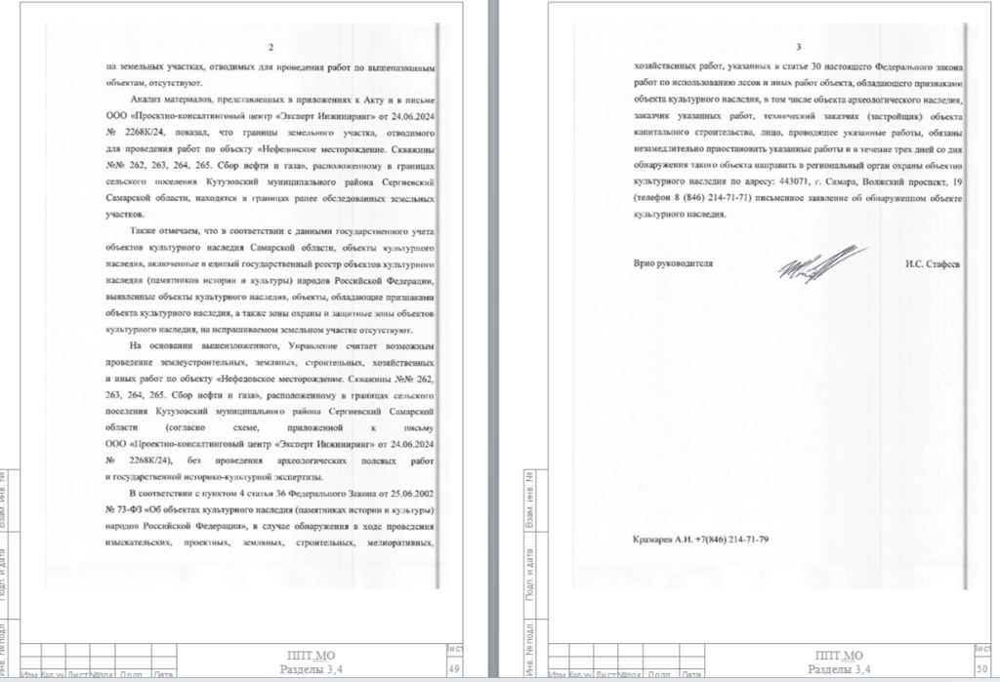 2
на земельных участках, отводимых для проведения работ по вышеназванным
объектам, отсутствуют.
Анализ материалов, представленных в приложениях к Акту и в письме
ООО «Проектно-консалтинговый центр «Эксперт Инжиниринг» от 24.06.2024
№ 2268К/24, показал, что границы земельного участка, отводимого
для проведения работ по объекту «Нефедовское месторождение. Скважины
№№ 262, 263, 264, 265. Сбор нефти и газа», расположенному в границах
сельского поселения Кутузовский муниципального района Сергиевский
Самарской области, находятся в границах ранее обследованных земельных
участков.
Также отмечаем, что в соответствии с данными государственного учета
объектов культурного наследия Самарской области, объекты культурного
наследия, включенные в единый государственный реестр объектов культурного
наследия (памятников истории и культуры) народов Российской Федерации,
выявленные объекты культурного наследия, объекты, обладающие признаками
объекта культурного наследия, а также зоны охраны и защитные зоны объектов
культурного наследия, на испрашиваемом земельном участке отсутствуют.
На основании вышеизложенного, Управление считает возможным
проведение землеустроительных, земляных, строительных, хозяйственных
и иных работ по объекту «Нефедовское месторождение. Скважины №№ 262,
263, 264, 265. Сбор нефти и газа», расположенному в границах сельского
поселения Кутузовский муниципального района Сергиевский Самарской
области (согласно схеме, приложенной к письму
ООО «Проектно-консалтинговый центр «Эксперт Инжиниринг» от 24.06.2024
№ 2268К/24), без проведения археологических полевых работ
и государственной историко-культурной экспертизы.
В соответствии с пунктом 4 статьи 36 Федерального Закона от 25.06.2002
№ 73-ФЗ «Об объектах культурного наследия (памятниках истории и культуры)
народов Российской Федерации», в случае обнаружения в ходе проведения
изыскательских, проектных, земляных, строительных, мелиоративных,
Взам. инв. №
Подп. и дата
Инв. № подл.
Изм. Кол.уч. Лист №док. Подп. Дата
ППТ.МО
Разделы 3,4
Лист
49
3
хозяйственных работ, указанных в статье 30 настоящего Федерального закона
работ по использованию лесов и иных работ объекта, обладающего признаками
объекта культурного наследия, в том числе объекта археологического наследия,
заказчик указанных работ, технический заказчик (застройщик) объекта
капитального строительства, лицо, проводящее указанные работы, обязаны
незамедлительно приостановить указанные работы и в течение трех дней со дня
обнаружения такого объекта направить в региональный орган охраны объектов
культурного наследия по адресу: 443071, г. Самара, Волжский проспект, 19
(телефон 8 (846) 214-71-71) письменное заявление об обнаруженном объекте
культурного наследия.
Врио руководителя И.С. Стафеев
Крамарев А.И. +7(846) 214-71-79
Взам. инв. №
Подп. и дата
Инв. № подл.
Изм. Кол.уч. Лист №док. Подп. Дата
ППТ.МО
Разделы 3,4
Лист
50